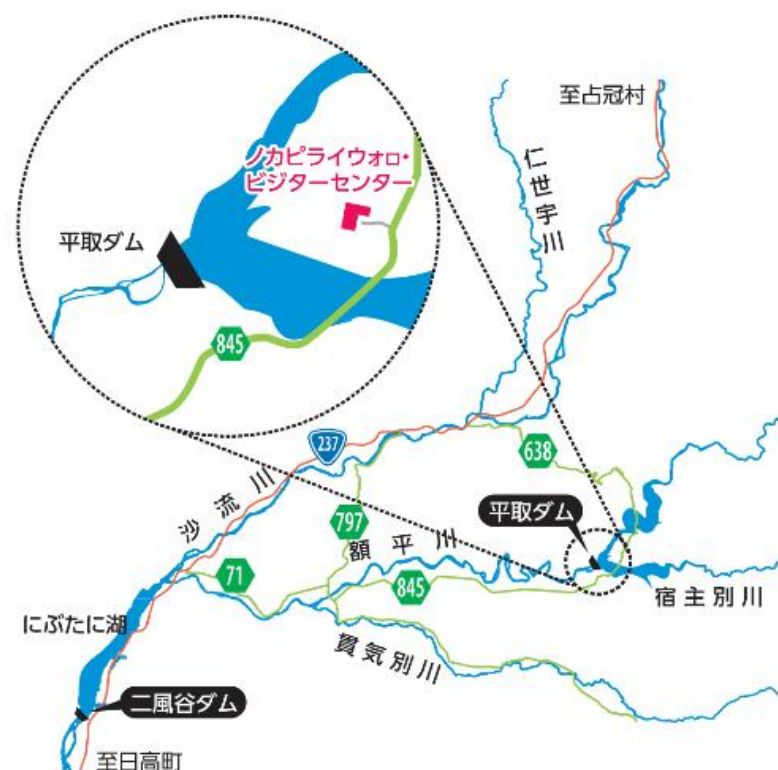 至占冠村
仁世宇川
ノカピライウォロ・
ビジターセンター
平取ダム
845
237
638
沙流川
797
平取ダム
額平川
71
845
宿主別川
にぶたに湖
貫気別川
二風谷ダム
至日高町